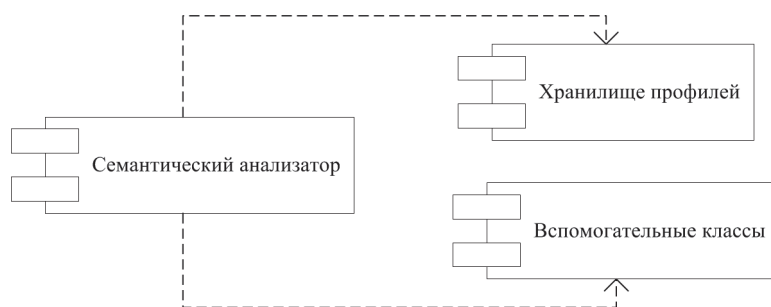 Хранилище профилей
Семантический анализатор
Вспомогательные классы